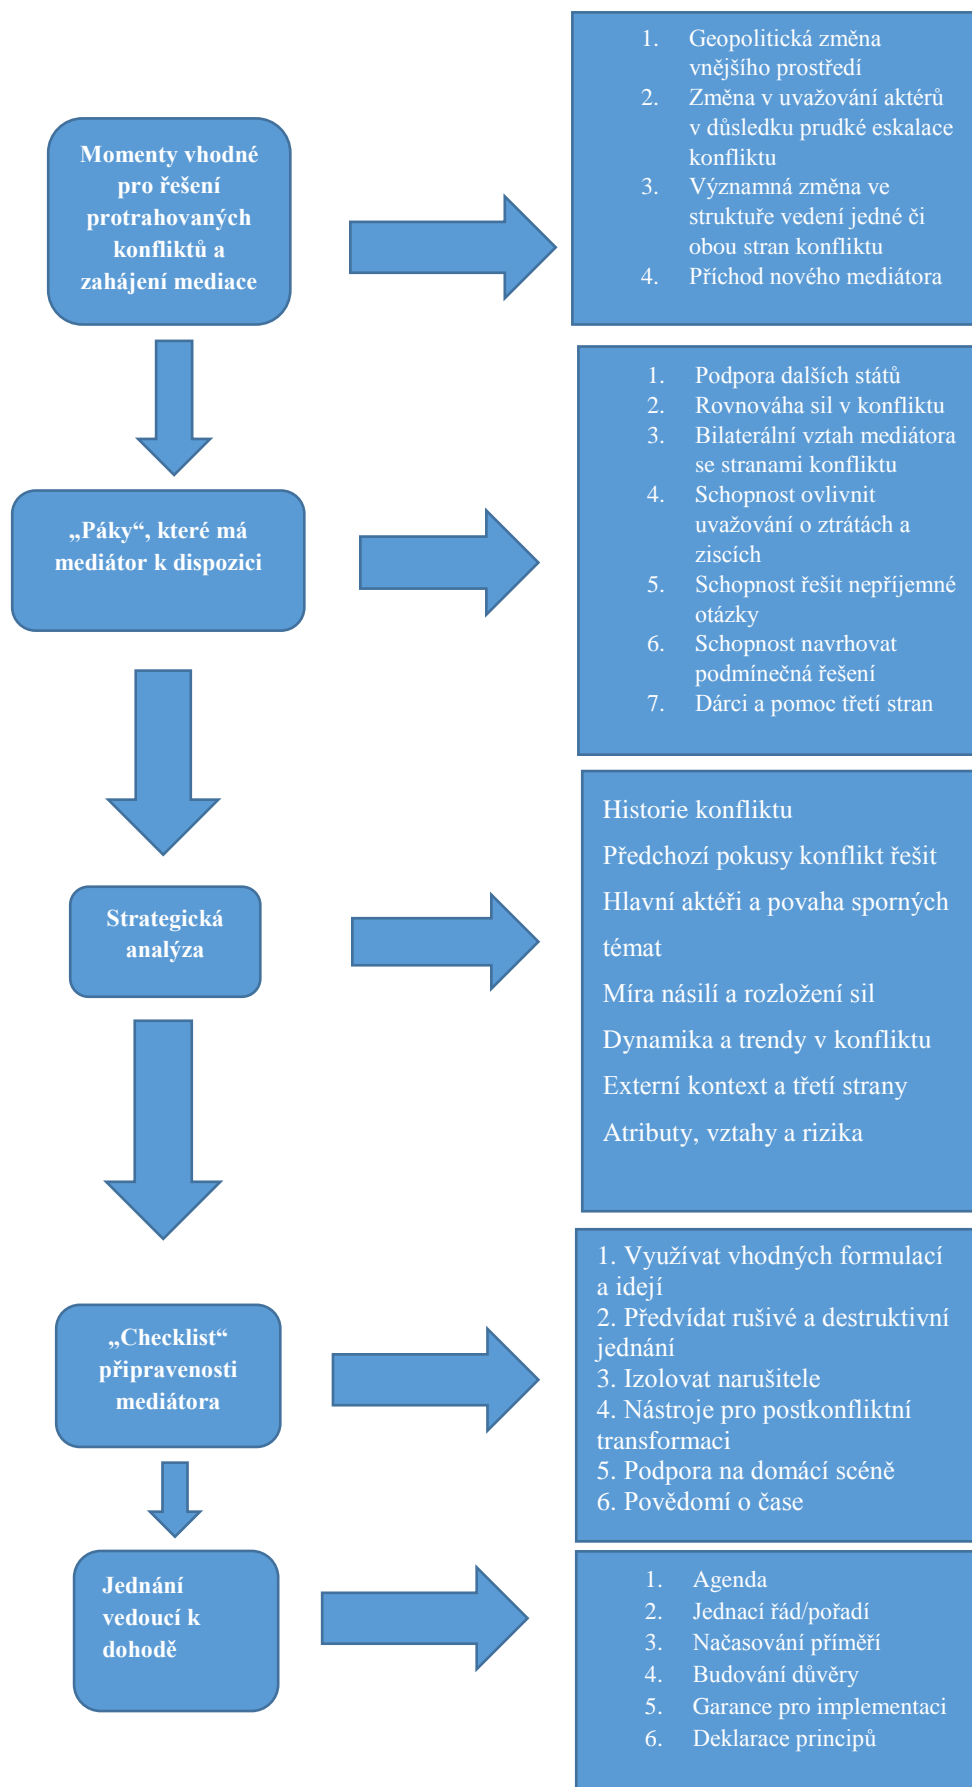 Momenty vhodné
pro řešení
protrahovaných
konfliktů a
zahájení mediace
1. Geopolitická změna
vnějšího prostředí
2. Změna v uvažování aktérů
v důsledku prudké eskalace
konfliktu
3. Významná změna ve
struktuře vedení jedné či
obou stran konfliktu
4. Příchod nového mediátora
„Páky“, které má
mediátor k dispozici
1. Podpora dalších států
2. Rovnováha sil v konfliktu
3. Bilaterální vztah mediátora
se stranami konfliktu
4. Schopnost ovlivnit
uvažování o ztrátách a
ziscích
5. Schopnost řešit nepříjemné
otázky
6. Schopnost navrhovat
podmínečná řešení
7. Dárci a pomoc třetí stran
Strategická
analýza
Historie konfliktu
Předchozí pokusy konflikt řešit
Hlavní aktéři a povaha sporných
témat
Míra násilí a rozložení sil
Dynamika a trendy v konfliktu
Externí kontext a třetí strany
Atributy, vztahy a rizika
„Checklist“
připravenosti
mediátora
1. Využívat vhodných formulací
a idejí
2. Předvídat rušivé a destruktivní
jednání
3. Izolovat narušitele
4. Nástroje pro postkonfliktní
transformaci
5. Podpora na domácí scéně
6. Povědomí o čase
Jednání
vedoucí k
dohodě
1. Agenda
2. Jednací řád/pořadí
3. Načasování příměří
4. Budování důvěry
5. Garance pro implementaci
6. Deklarace principů